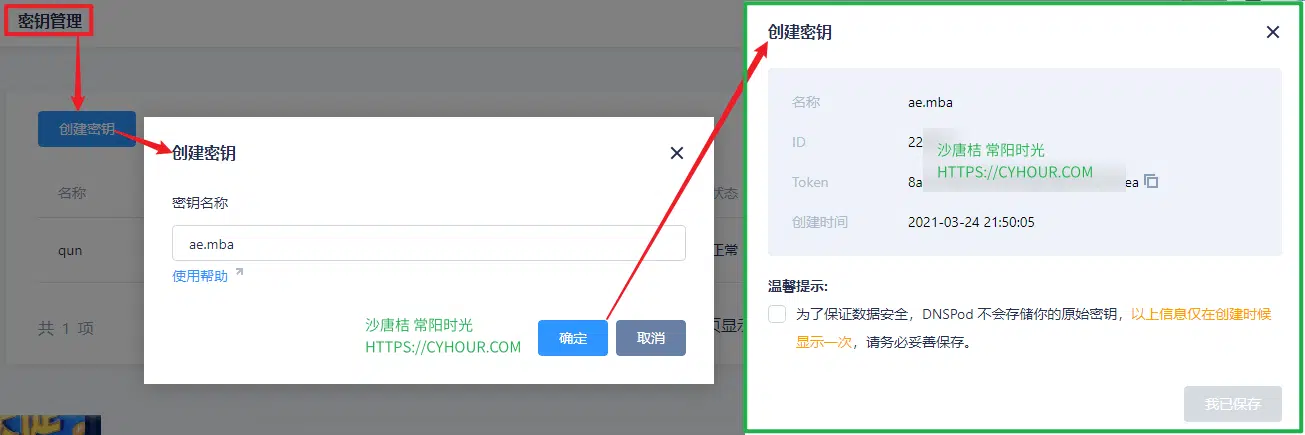 密钥管理
创建密钥
名称
状态
qun
正常
共 1 项
页显示
创建密钥
密钥名称
ae.mba
使用帮助
沙唐桔 常阳时光
HTTPS://CYHOUR.COM
确定
取消
创建密钥
名称
ae.mba
ID
22
沙唐桔 常阳时光
HTTPS://CYHOUR.COM
Token
8a
ea
创建时间
2021-03-24 21:50:05
温馨提示:
为了保证数据安全，DNSPod 不会存储你的原始密钥，以上信息仅在创建时候
显示一次，请务必妥善保存。
我已保存